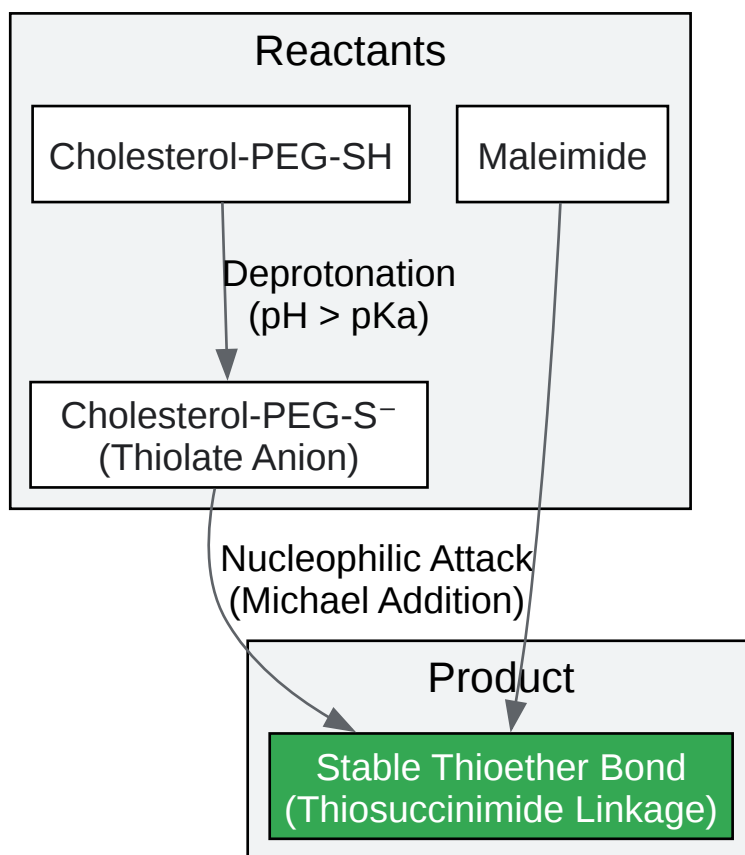 Reactants
Cholesterol-PEG-SH
Maleimide
Deprotonation
(pH > pKa)
Cholesterol-PEG-S⁻
(Thiolate Anion)
Nucleophilic Attack
(Michael Addition)
Product
Stable Thioether Bond
(Thiosuccinimide Linkage)